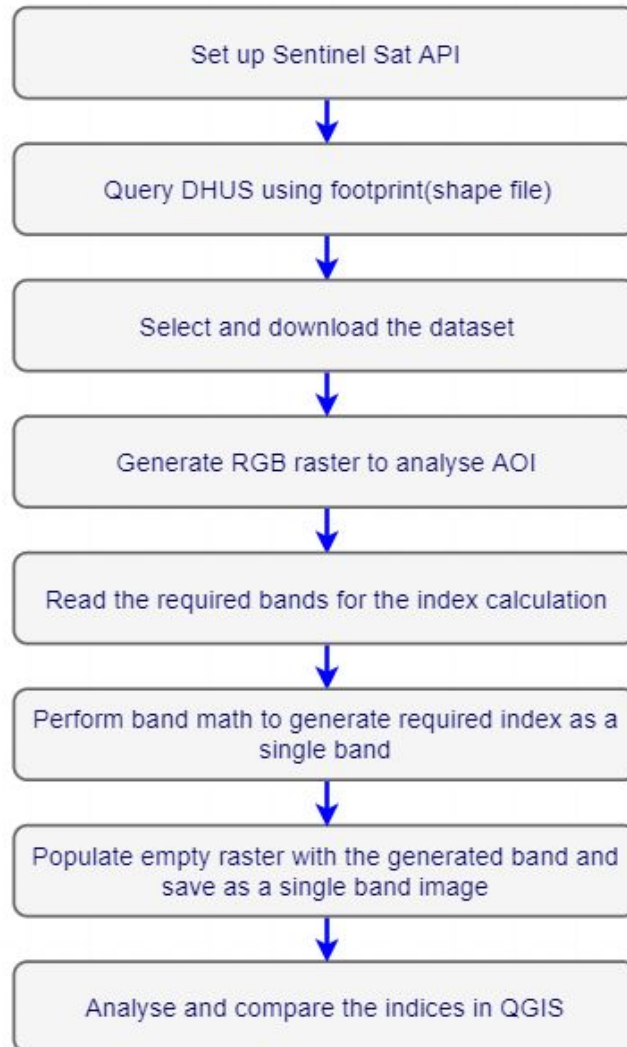 Set up Sentinel Sat API
Query DHUS using footprint(shape file)
Select and download the dataset
Generate RGB raster to analyse AOI
Read the required bands for the index calculation
Perform band math to generate required index as a
single band
Populate empty raster with the generated band and
save as a single band image
Analyse and compare the indices in QGIS